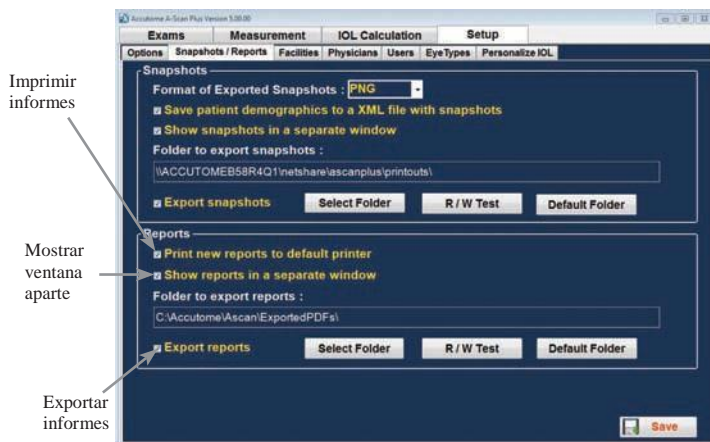 Accutome A-Scan Plus Version 5.00.00
Exams Measurement IOL Calculation Setup
Options Snapshots / Reports Facilities Physicians Users Eye Types Personalize IOL
Snapshots
Format of Exported Snapshots : PNG
Save patient demographics to a XML file with snapshots
Show snapshots in a separate window
Folder to export snapshots :
\\ACCUTOMEB58R4Q1\netshare\ascanplus\printouts\
Export snapshots Select Folder R / W Test Default Folder
Reports
Print new reports to default printer
Show reports in a separate window
Folder to export reports :
C:\Accutome\Ascan\ExportedPDFs\
Export reports Select Folder R / W Test Default Folder
Save
Imprimir
informes
Mostrar
ventana
aparte
Exportar
informes